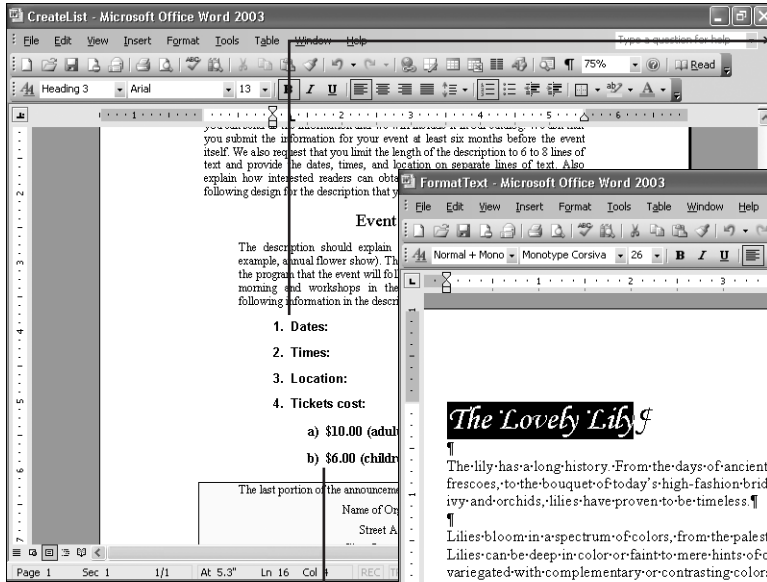 CreateList - Microsoft Office Word 2003
File Edit View Insert Format Tools Table Window Help Type a question for help
75% Read
Heading 3 Arial 13 B I U
1 1 2 3 4 5 6
you submit the information for your event at least six months before the event
itself. We also request that you limit the length of the description to 6 to 8 lines of
text and provide the dates, times, and location on separate lines of text. Also
explain how interested readers can
following design for the description that
Event
The description should explain
example, annual flower show). Th
the program that the event will fol
morning and workshops in the
following information in the descri
1. Dates:
2. Times:
3. Location:
4. Tickets cost:
a) $10.00 (adul
b) $6.00 (childr
The last portion of the announceme
Name of Or
Street A
Page 1 Sec 1 1/1 At 5.3" Ln 16 Col REC
FormatText - Microsoft Office Word 2003
File Edit View Insert Format Tools Table Window Help
Normal + Mono Monotype Corsiva 26 B I U
1 2 3
The Lovely Lily¶
¶
The·lily·has·a·long·history.·From·the·days·of·ancient
frescoes,·to·the·bouquet·of·today's·high-fashion·brid
ivy·and·orchids,·lilies·have·proven·to·be·timeless.¶
¶
Lilies·bloom·in·a·spectrum·of·colors,·from·the·palest
Lilies·can·be·deep·in·color·or·faint·to·mere·hints·of·c
variegated·with·complementary·or·contrasting·colors